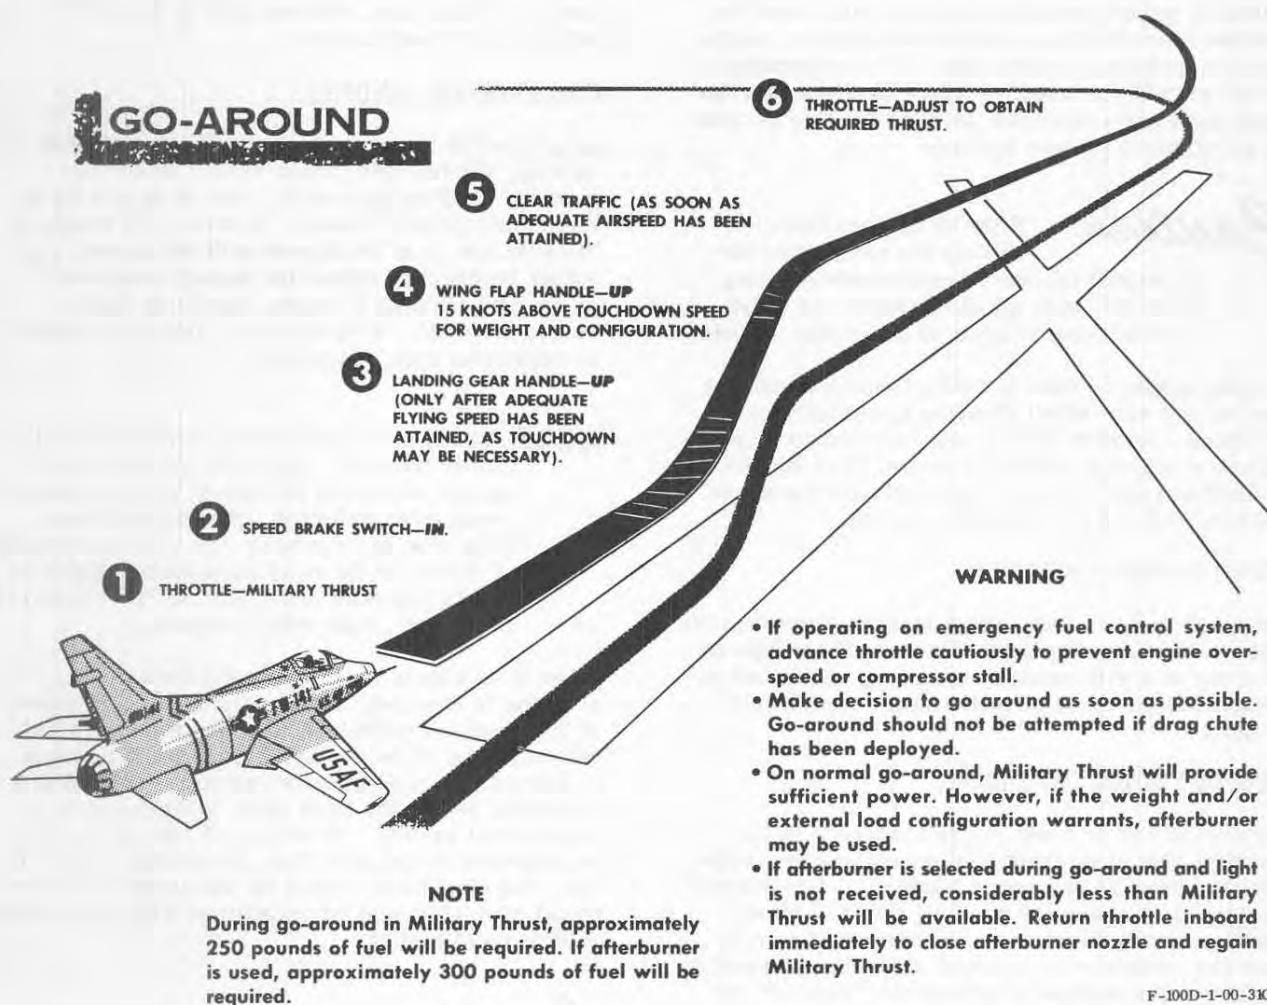 GO-AROUND
6 THROTTLE—ADJUST TO OBTAIN
REQUIRED THRUST.
5 CLEAR TRAFFIC (AS SOON AS
ADEQUATE AIRSPEED HAS BEEN
ATTAINED).
4 WING FLAP HANDLE—UP
15 KNOTS ABOVE TOUCHDOWN SPEED
FOR WEIGHT AND CONFIGURATION.
3 LANDING GEAR HANDLE—UP
(ONLY AFTER ADEQUATE
FLYING SPEED HAS BEEN
ATTAINED, AS TOUCHDOWN
MAY BE NECESSARY).
2 SPEED BRAKE SWITCH—IN.
1 THROTTLE—MILITARY THRUST
FW-141
USAF
WARNING
• If operating on emergency fuel control system,
advance throttle cautiously to prevent engine over-
speed or compressor stall.
• Make decision to go around as soon as possible.
Go-around should not be attempted if drag chute
has been deployed.
• On normal go-around, Military Thrust will provide
sufficient power. However, if the weight and/or
external load configuration warrants, afterburner
may be used.
• If afterburner is selected during go-around and light
is not received, considerably less than Military
Thrust will be available. Return throttle inboard
immediately to close afterburner nozzle and regain
Military Thrust.
NOTE
During go-around in Military Thrust, approximately
250 pounds of fuel will be required. If afterburner
is used, approximately 300 pounds of fuel will be
required.